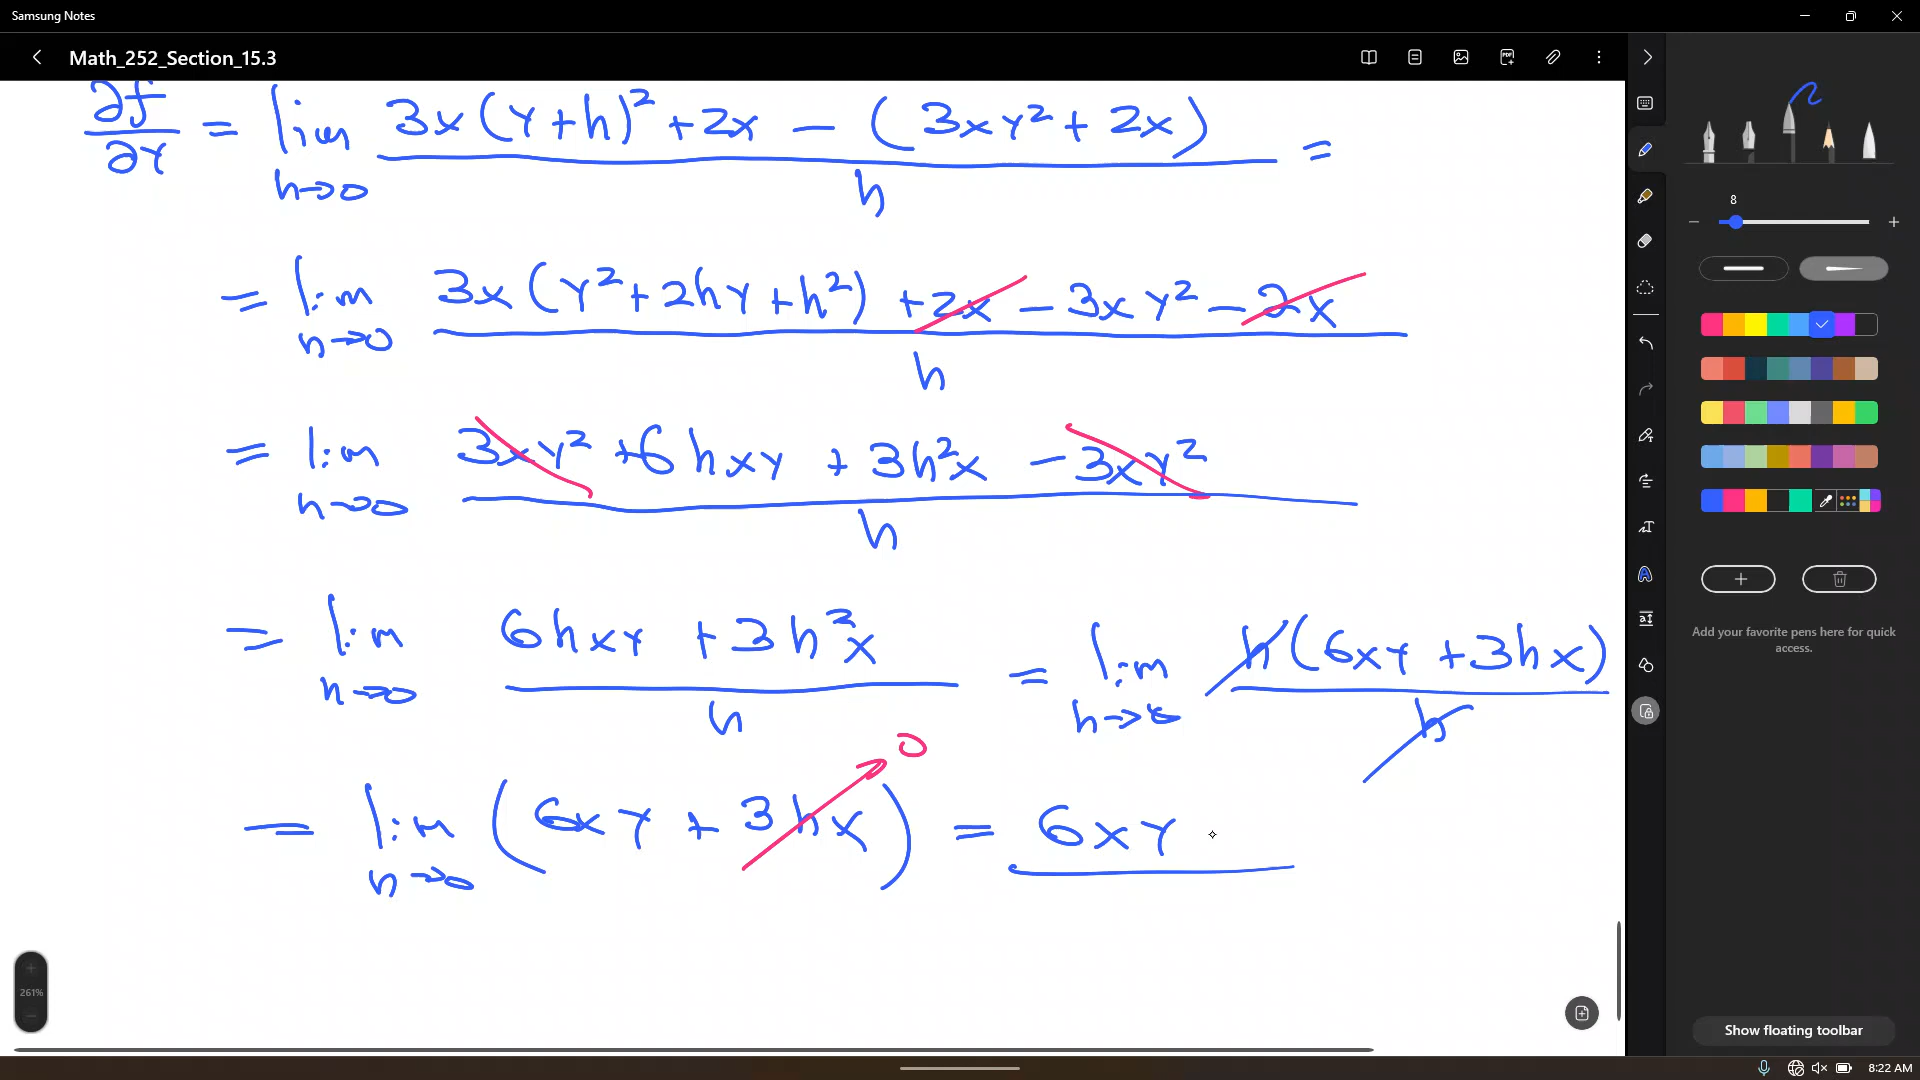 Samsung Notes
Math_252_Section_15.3
∂f/∂y = lim h→0 (3x(y+h)² + 2x − (3xy² + 2x))/h =
= lim h→0 (3x(y² + 2hy + h²) + 2x − 3xy² − 2x)/h
= lim h→0 (3xy² + 6hxy + 3h²x − 3xy²)/h
= lim h→0 (6hxy + 3h²x)/h = lim h→0 h(6xy + 3hx)/h
= lim h→0 (6xy + 3hx) = 6xy
0
8
Add your favorite pens here for quick
access.
261%
Show floating toolbar
8:22 AM